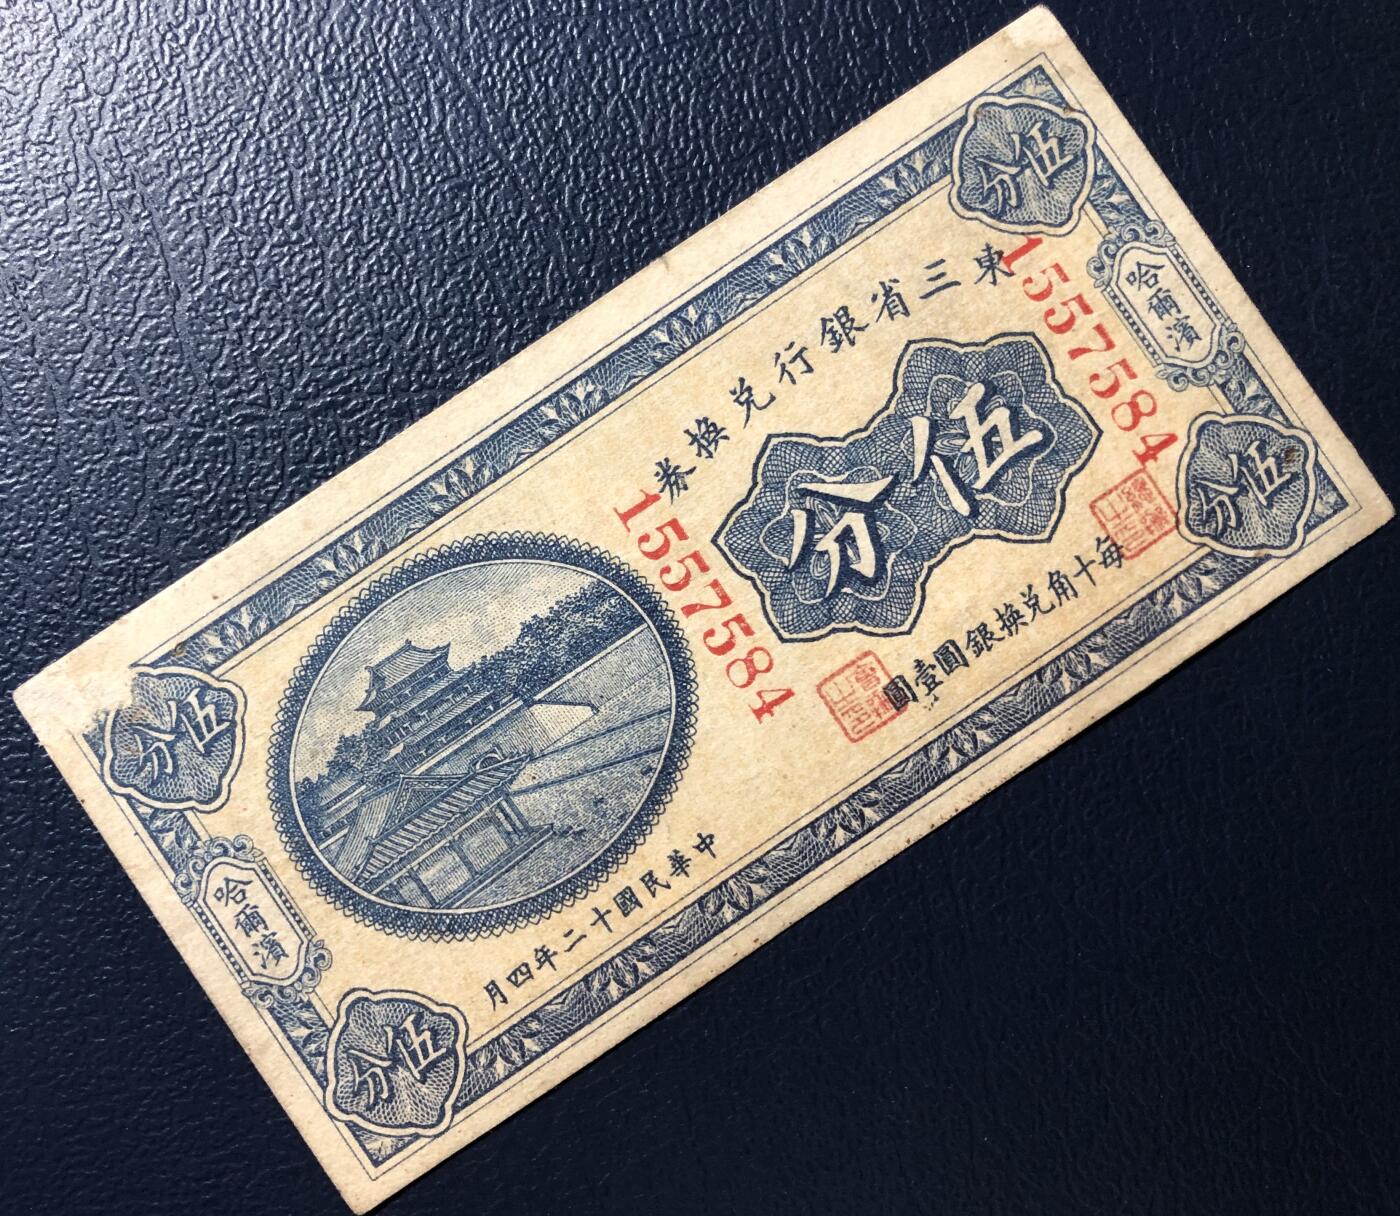 東三省銀行兌換券
1557584
1557584
伍分
每十角兌換銀圓壹圓
中華民國十二年四月
哈爾濱
哈爾濱
伍分
伍分
伍分
伍分